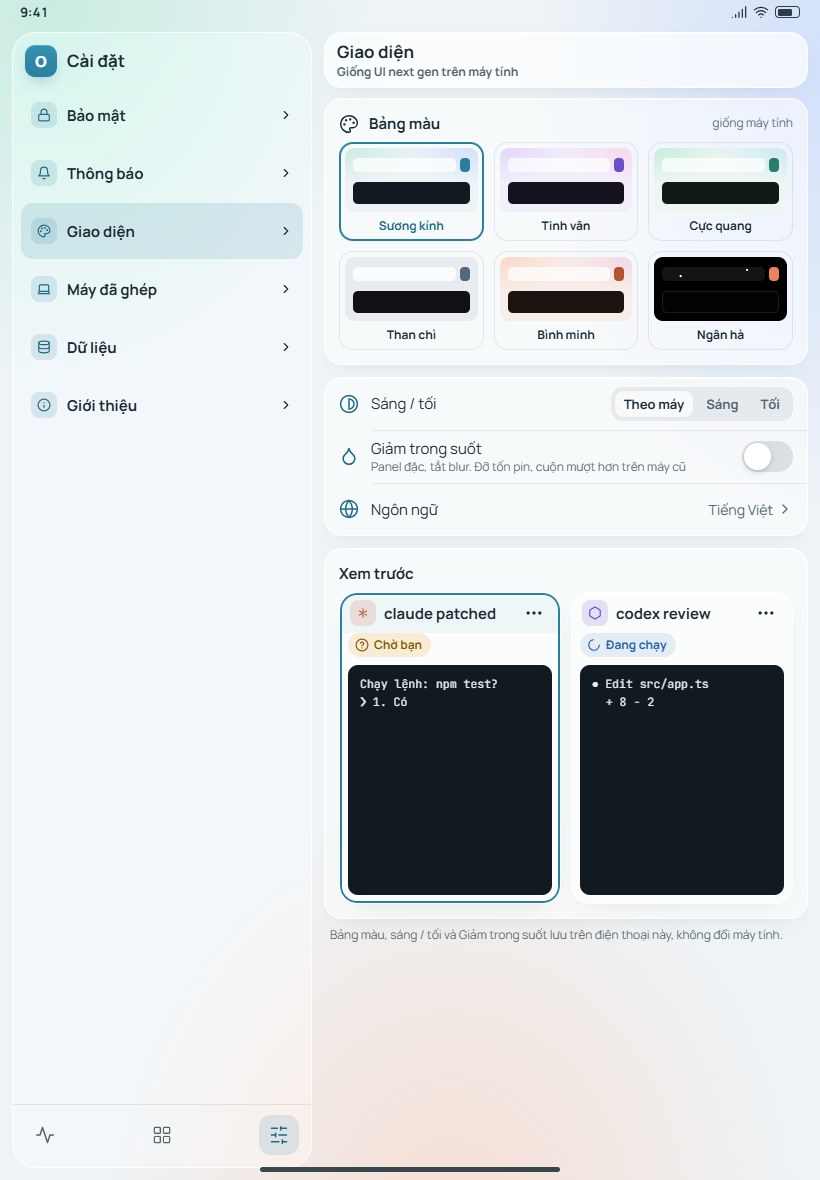 9:41
O Cài đặt
Bảo mật
Thông báo
Giao diện
Máy đã ghép
Dữ liệu
Giới thiệu
Giao diện
Giống UI next gen trên máy tính
Bảng màu
giống máy tính
Sương kính
Tinh vân
Cực quang
Than chì
Bình minh
Ngân hà
Sáng / tối
Theo máy
Sáng
Tối
Giảm trong suốt
Panel đặc, tắt blur. Đỡ tốn pin, cuộn mượt hơn trên máy cũ
Ngôn ngữ
Tiếng Việt
Xem trước
claude patched
Chờ bạn
Chạy lệnh: npm test?
❯ 1. Có
codex review
Đang chạy
● Edit src/app.ts
+ 8 - 2
Bảng màu, sáng / tối và Giảm trong suốt lưu trên điện thoại này, không đổi máy tính.